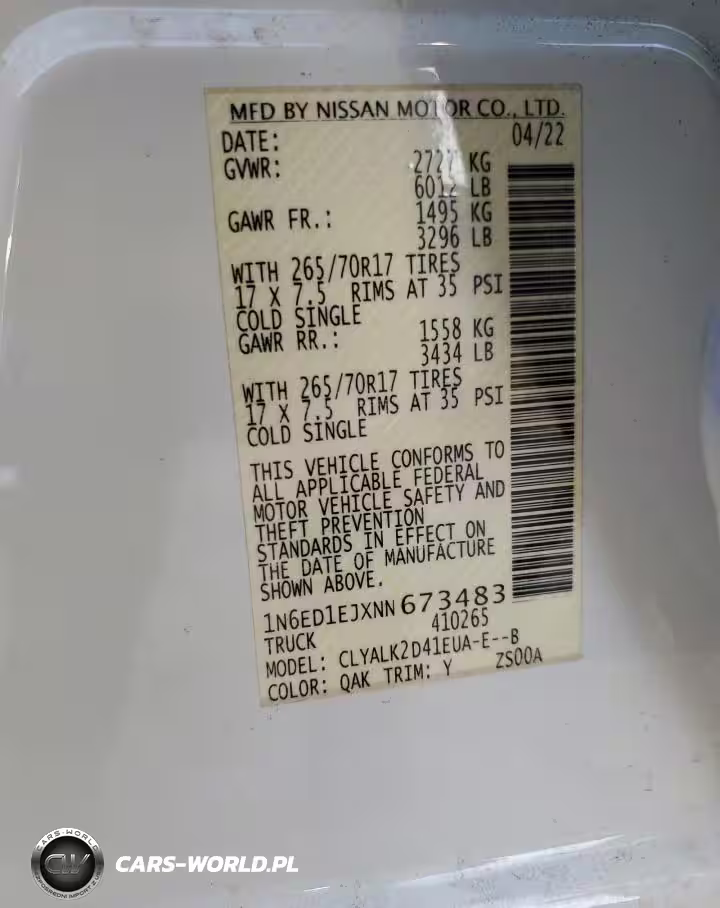 MFD BY NISSAN MOTOR CO., LTD.
DATE: 04/22
GVWR: 2727 KG
6012 LB
GAWR FR.: 1495 KG
3296 LB
WITH 265/70R17 TIRES
17 X 7.5 RIMS AT 35 PSI
COLD SINGLE
GAWR RR.: 1558 KG
3434 LB
WITH 265/70R17 TIRES
17 X 7.5 RIMS AT 35 PSI
COLD SINGLE
THIS VEHICLE CONFORMS TO
ALL APPLICABLE FEDERAL
MOTOR VEHICLE SAFETY AND
THEFT PREVENTION
STANDARDS IN EFFECT ON
THE DATE OF MANUFACTURE
SHOWN ABOVE.
1N6ED1EJXNN673483
TRUCK 410265
MODEL: CLYALK2D41EUA-E--B
COLOR: QAK TRIM: Y ZS00A
CARS-WORLD
CW
CARS-WORLD.PL